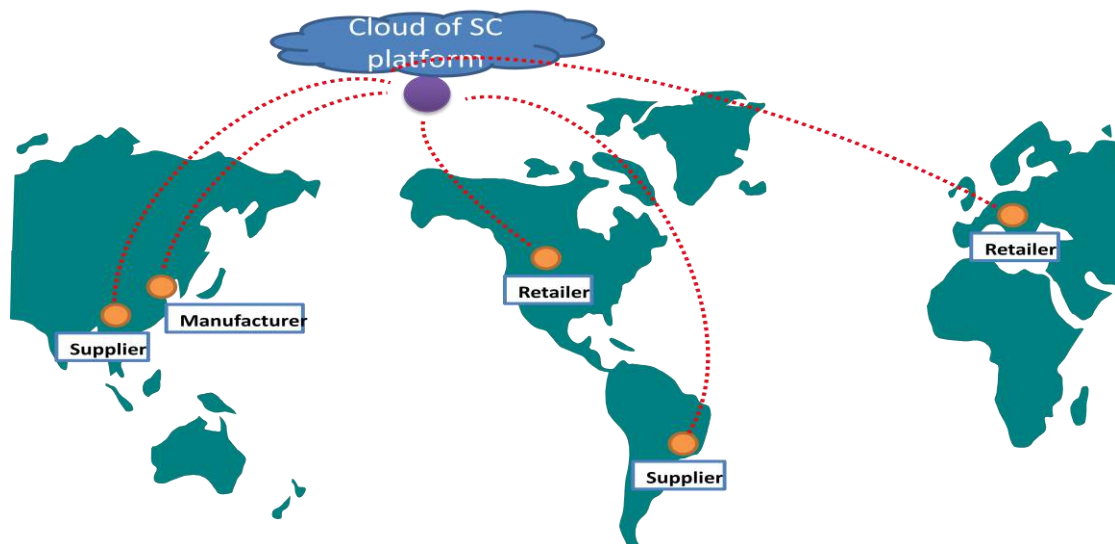 Cloud of SC
platform
Retailer
Retailer
Manufacturer
Supplier
Supplier